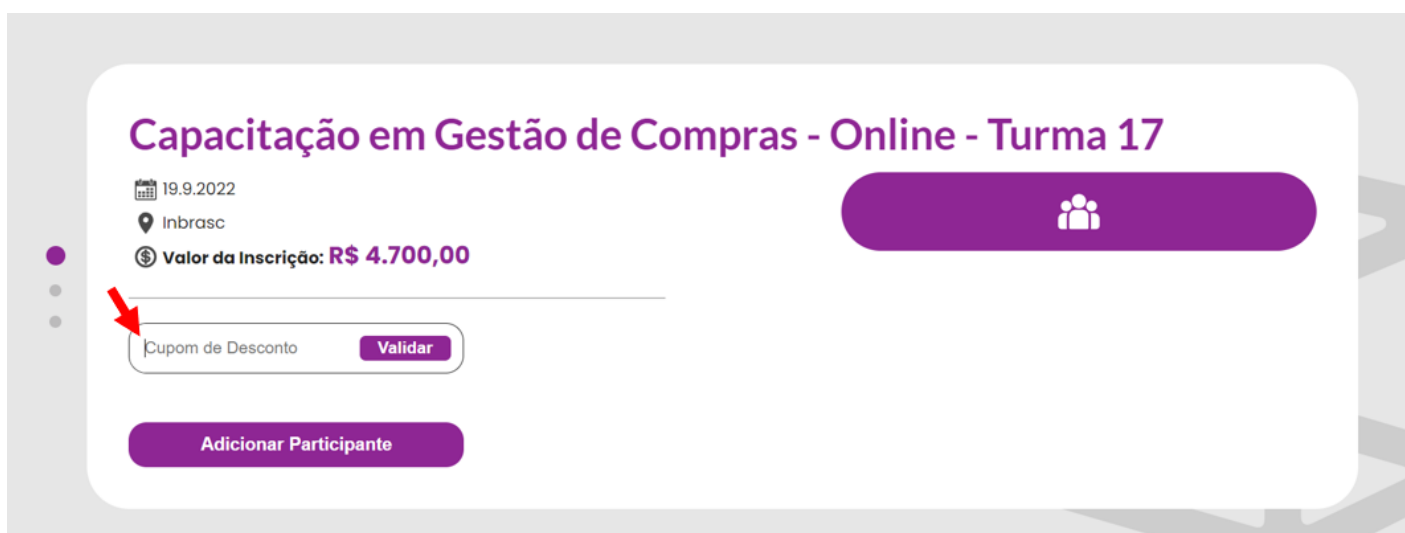 Capacitação em Gestão de Compras - Online - Turma 17
19.9.2022
Inbrasc
Valor da Inscrição: R$ 4.700,00
Cupom de Desconto Validar
Adicionar Participante